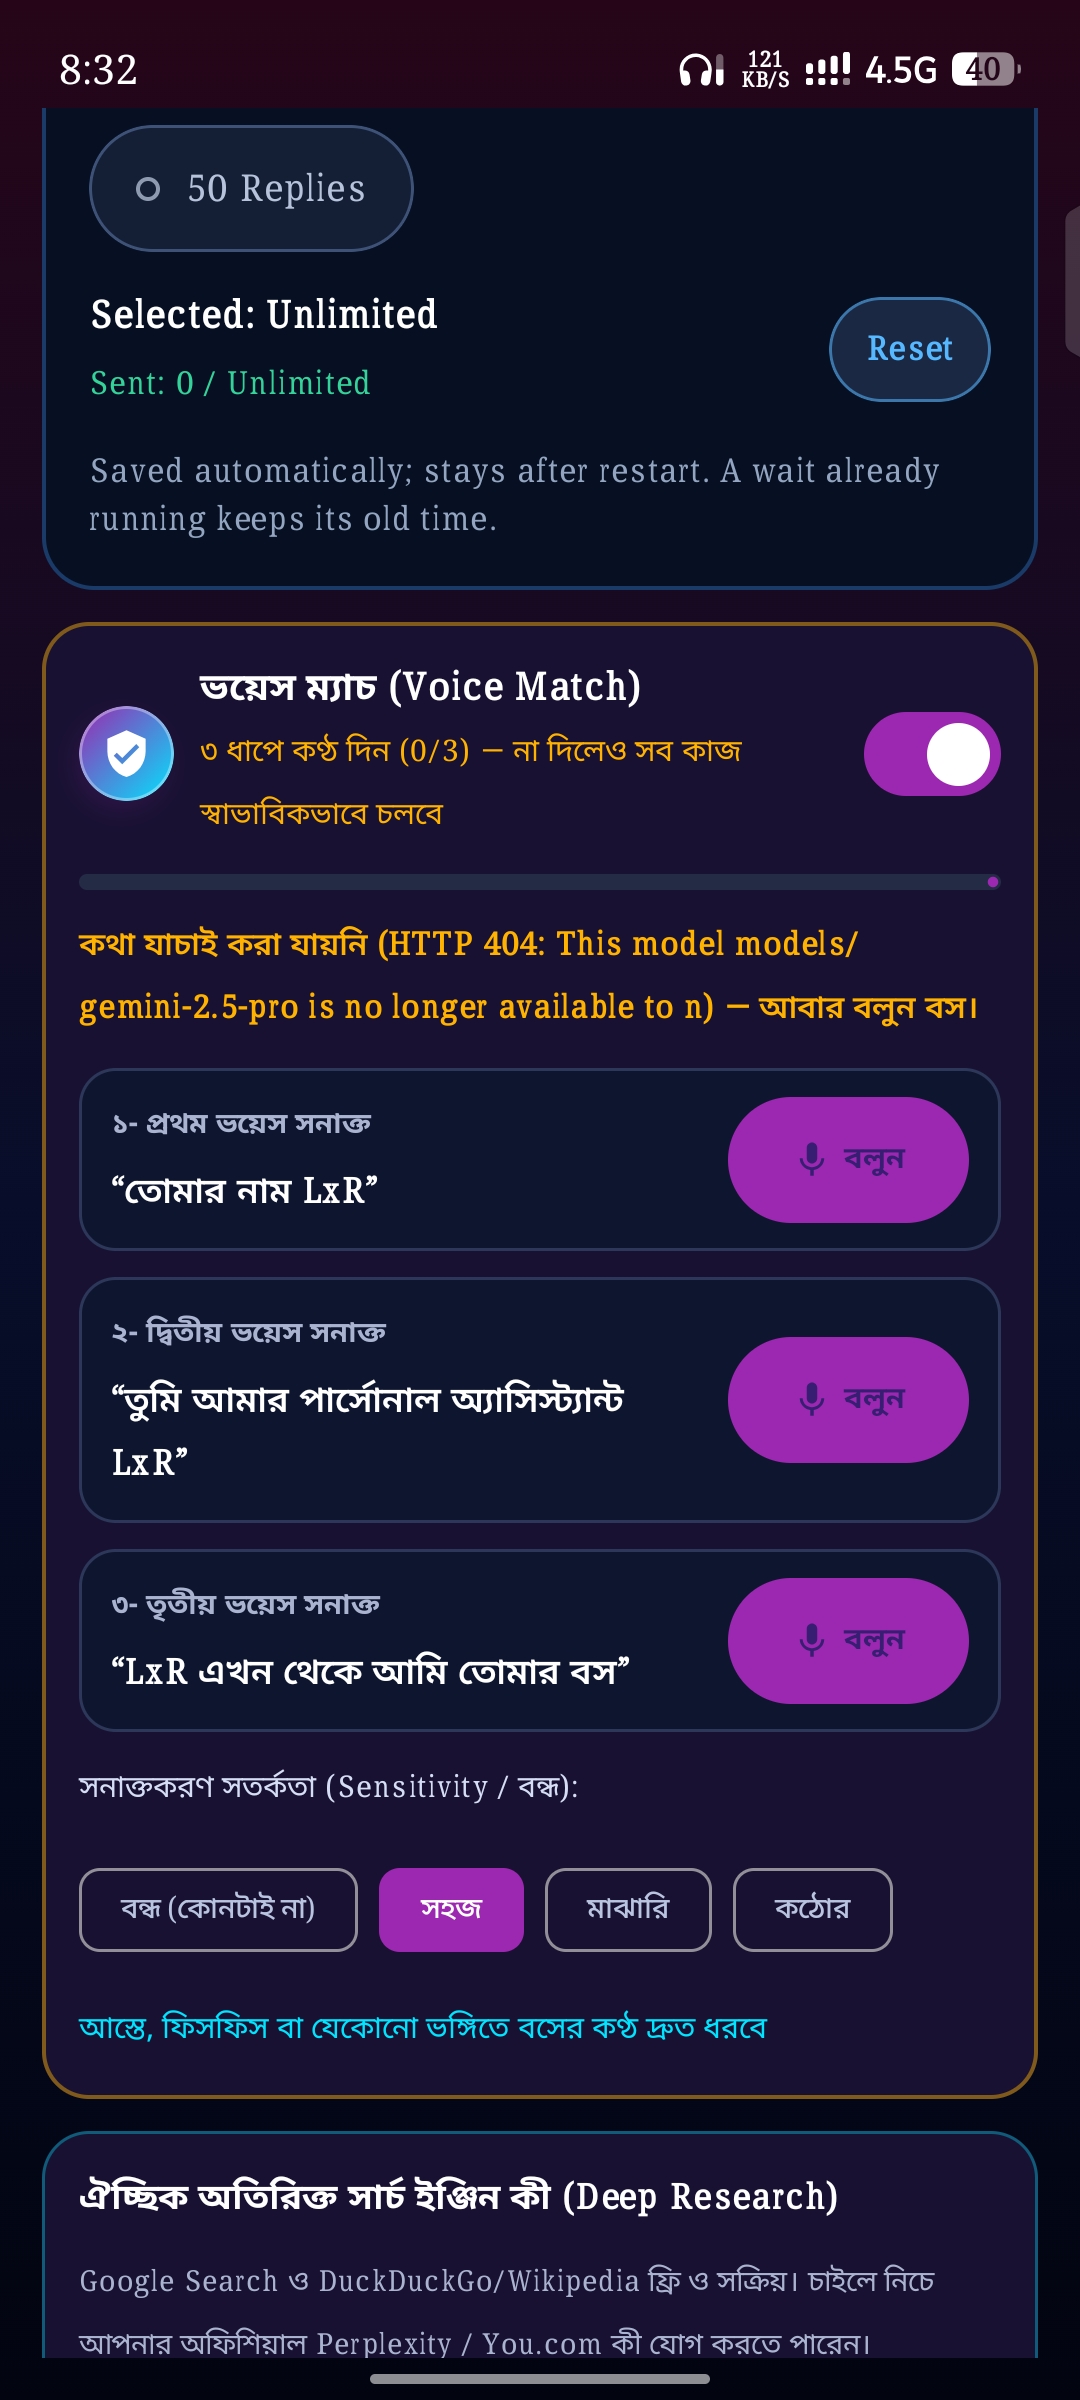 8:32
121
KB/S
4.5G
40
50 Replies
Selected: Unlimited
Reset
Sent: 0 / Unlimited
Saved automatically; stays after restart. A wait already
running keeps its old time.
ভয়েস ম্যাচ (Voice Match)
৩ ধাপে কণ্ঠ দিন (0/3) — না দিলেও সব কাজ
স্বাভাবিকভাবে চলবে
কথা যাচাই করা যায়নি (HTTP 404: This model models/
gemini-2.5-pro is no longer available to n) — আবার বলুন বস।
১- প্রথম ভয়েস সনাক্ত
“তোমার নাম LxR”
বলুন
২- দ্বিতীয় ভয়েস সনাক্ত
“তুমি আমার পার্সোনাল অ্যাসিস্ট্যান্ট
LxR”
বলুন
৩- তৃতীয় ভয়েস সনাক্ত
“LxR এখন থেকে আমি তোমার বস”
বলুন
সনাক্তকরণ সতর্কতা (Sensitivity / বন্ধ):
বন্ধ (কোনটাই না)
সহজ
মাঝারি
কঠোর
আস্তে, ফিসফিস বা যেকোনো ভঙ্গিতে বসের কণ্ঠ দ্রুত ধরবে
ঐচ্ছিক অতিরিক্ত সার্চ ইঞ্জিন কী (Deep Research)
Google Search ও DuckDuckGo/Wikipedia ফ্রি ও সক্রিয়। চাইলে নিচে
আপনার অফিশিয়াল Perplexity / You.com কী যোগ করতে পারেন।